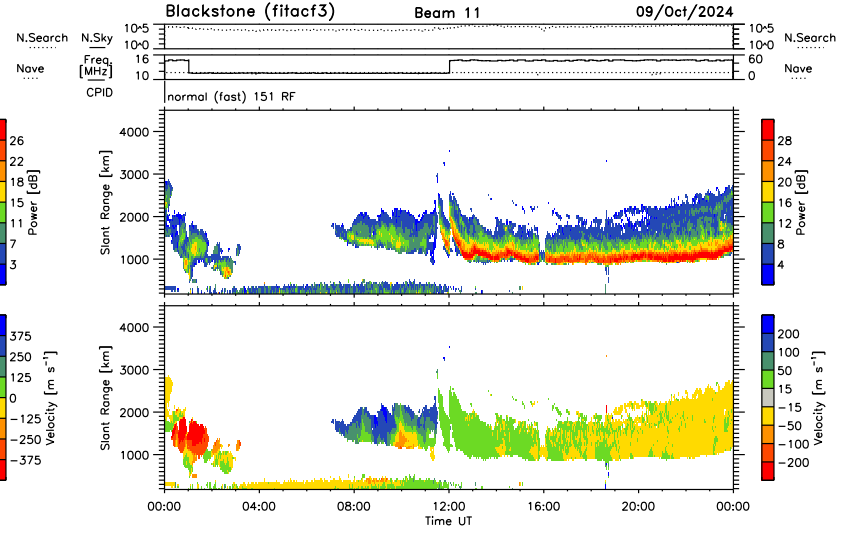 Blackstone (fitacf3) Beam 11 09/Oct/2024
N.Search N.Sky 10^5 10^0 10^5 10^0 N.Search
Nave Freq. [MHz] 16 10 60 0 Nave
CPID normal (fast) 151 RF
Slant Range [km] 4000 3000 2000 1000
Power [dB] 26 22 18 15 11 7 3
Power [dB] 28 24 20 16 12 8 4
Slant Range [km] 4000 3000 2000 1000
Velocity [m s⁻¹] 375 250 125 0 −125 −250 −375
Velocity [m s⁻¹] 200 100 50 15 −15 −50 −100 −200
00:00 04:00 08:00 12:00 16:00 20:00 00:00
Time UT